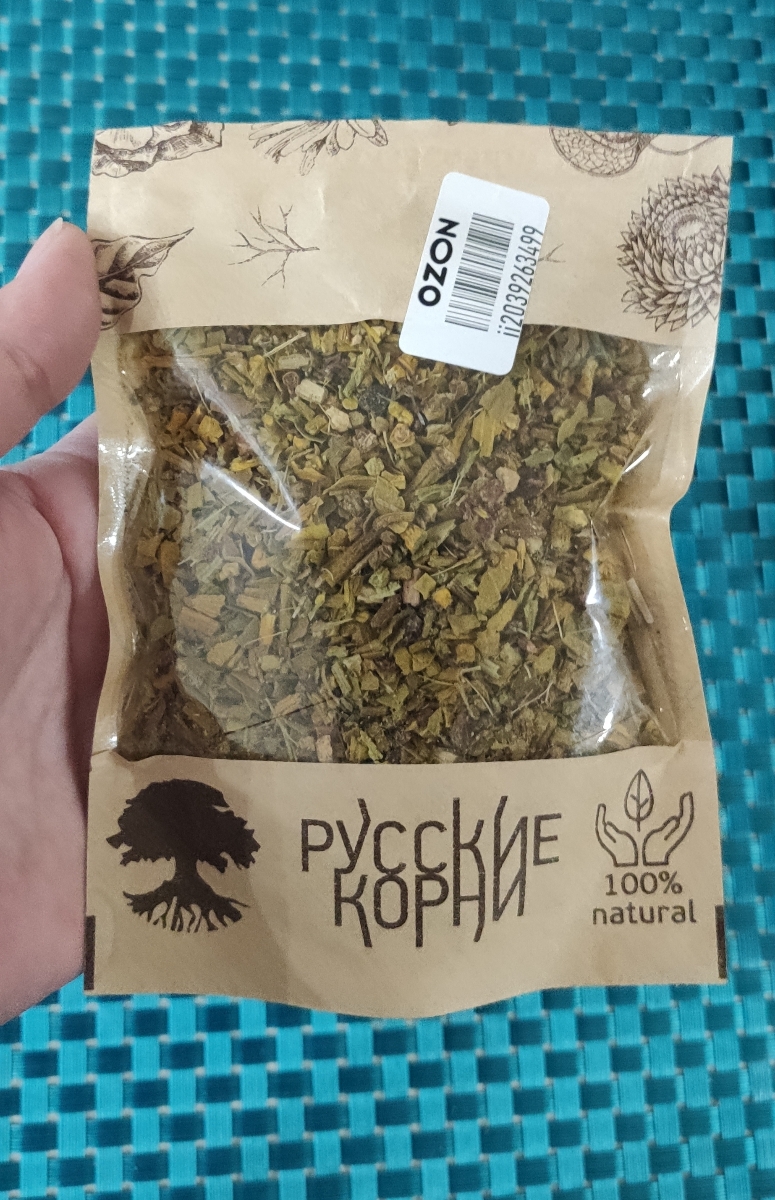 OZON
ii2039263499
РУССКИЕ
КОРНИ
100%
natural